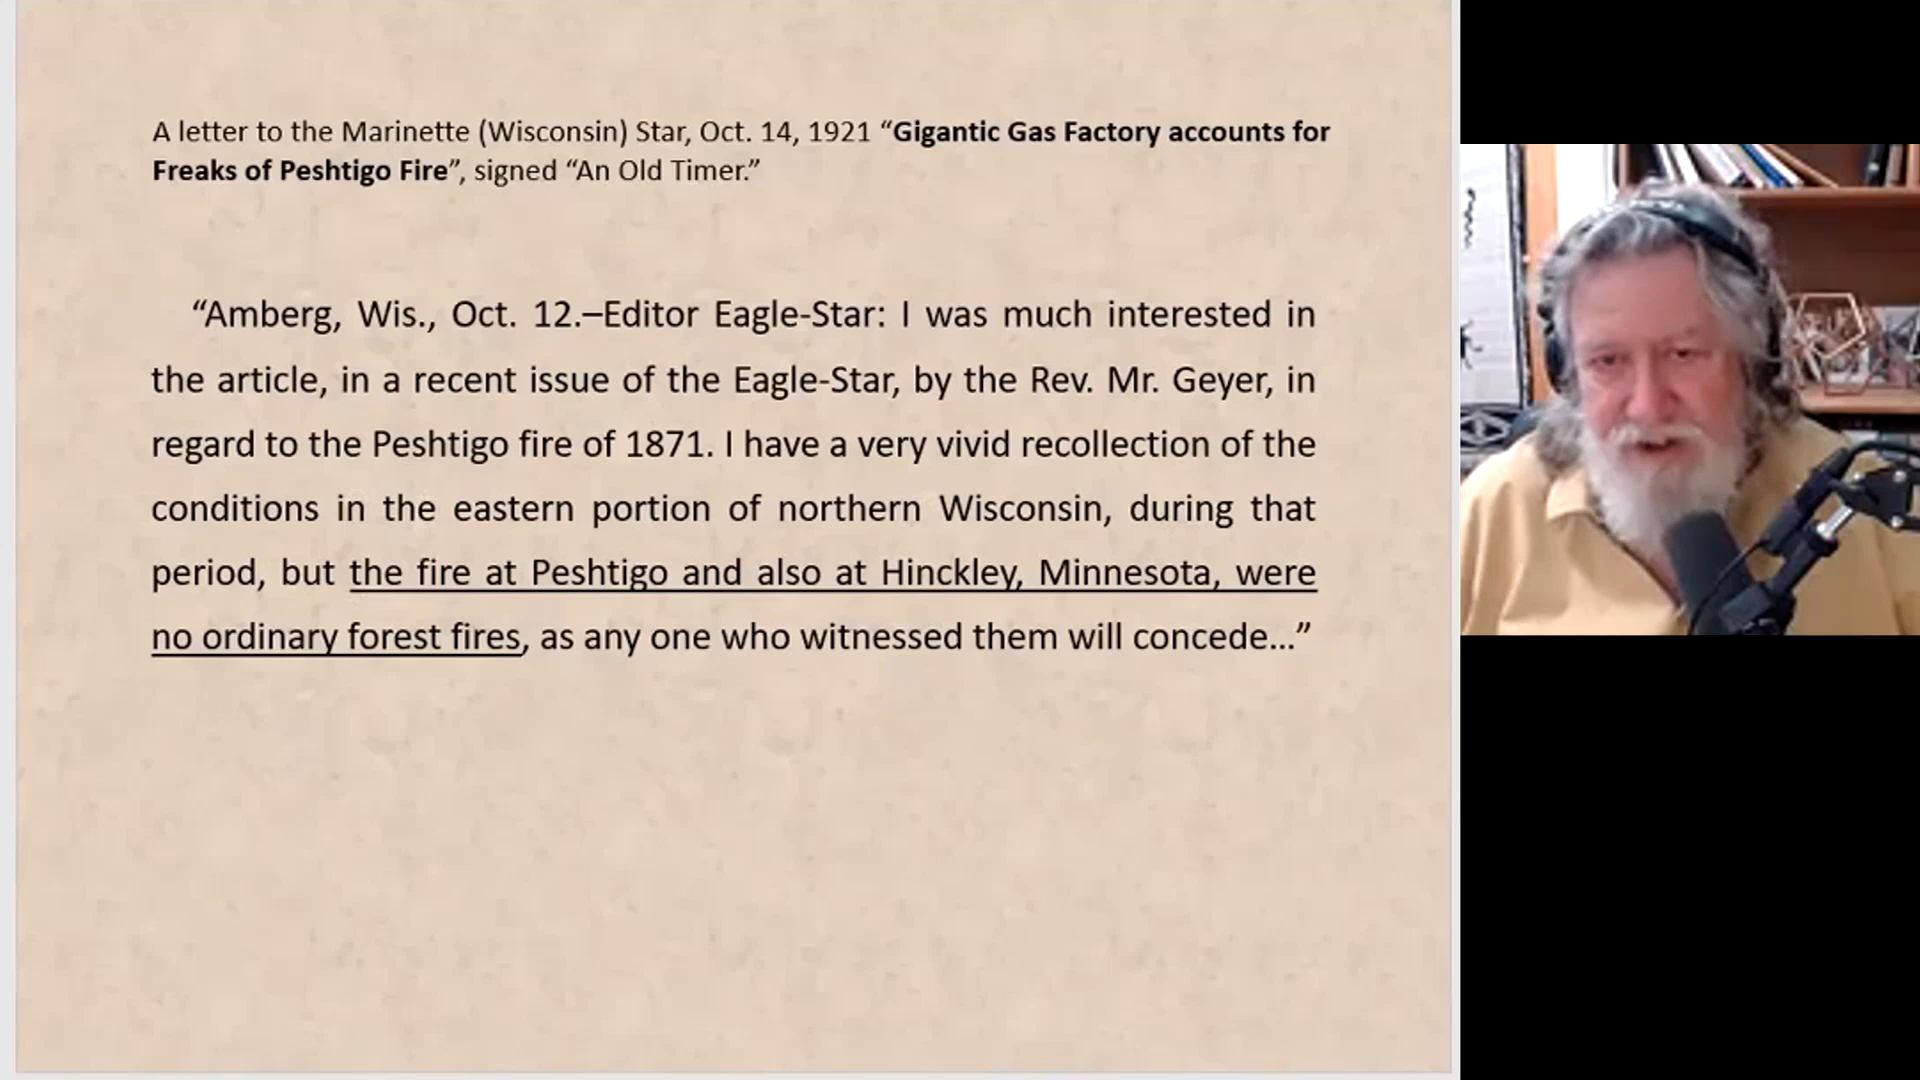 A letter to the Marinette (Wisconsin) Star, Oct. 14, 1921 “Gigantic Gas Factory accounts for
Freaks of Peshtigo Fire”, signed “An Old Timer.”
“Amberg, Wis., Oct. 12.–Editor Eagle-Star: I was much interested in
the article, in a recent issue of the Eagle-Star, by the Rev. Mr. Geyer, in
regard to the Peshtigo fire of 1871. I have a very vivid recollection of the
conditions in the eastern portion of northern Wisconsin, during that
period, but the fire at Peshtigo and also at Hinckley, Minnesota, were
no ordinary forest fires, as any one who witnessed them will concede...”